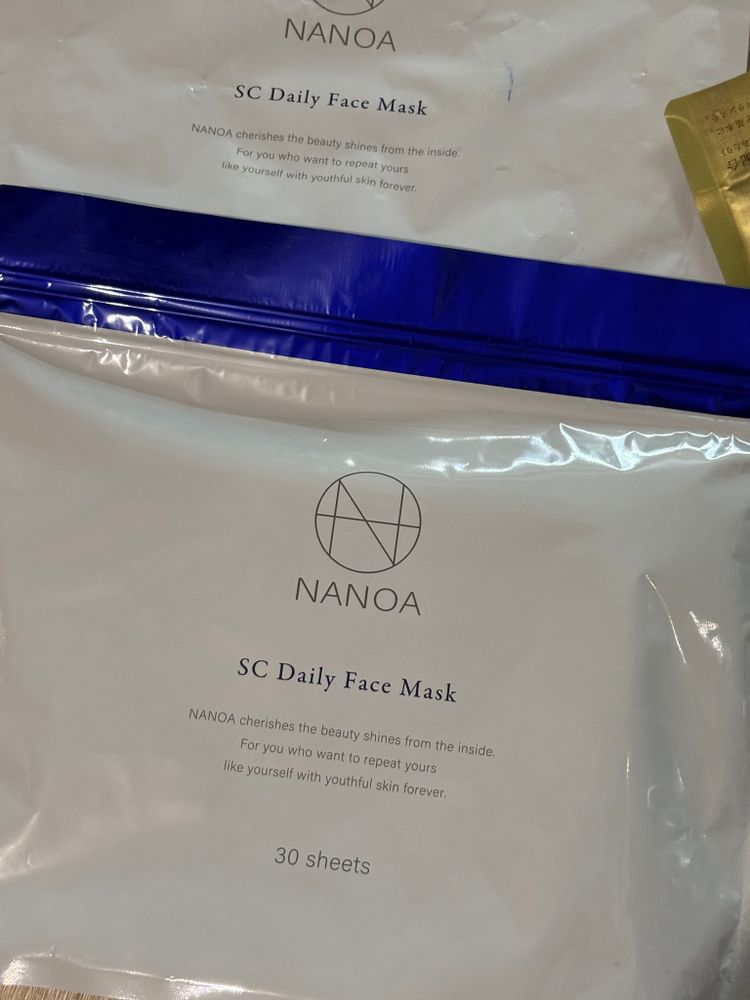 NANOA
SC Daily Face Mask
NANOA cherishes the beauty shines from the inside.
For you who want to repeat yours
like yourself with youthful skin forever.
NANOA
SC Daily Face Mask
NANOA cherishes the beauty shines from the inside.
For you who want to repeat yours
like yourself with youthful skin forever.
30 sheets